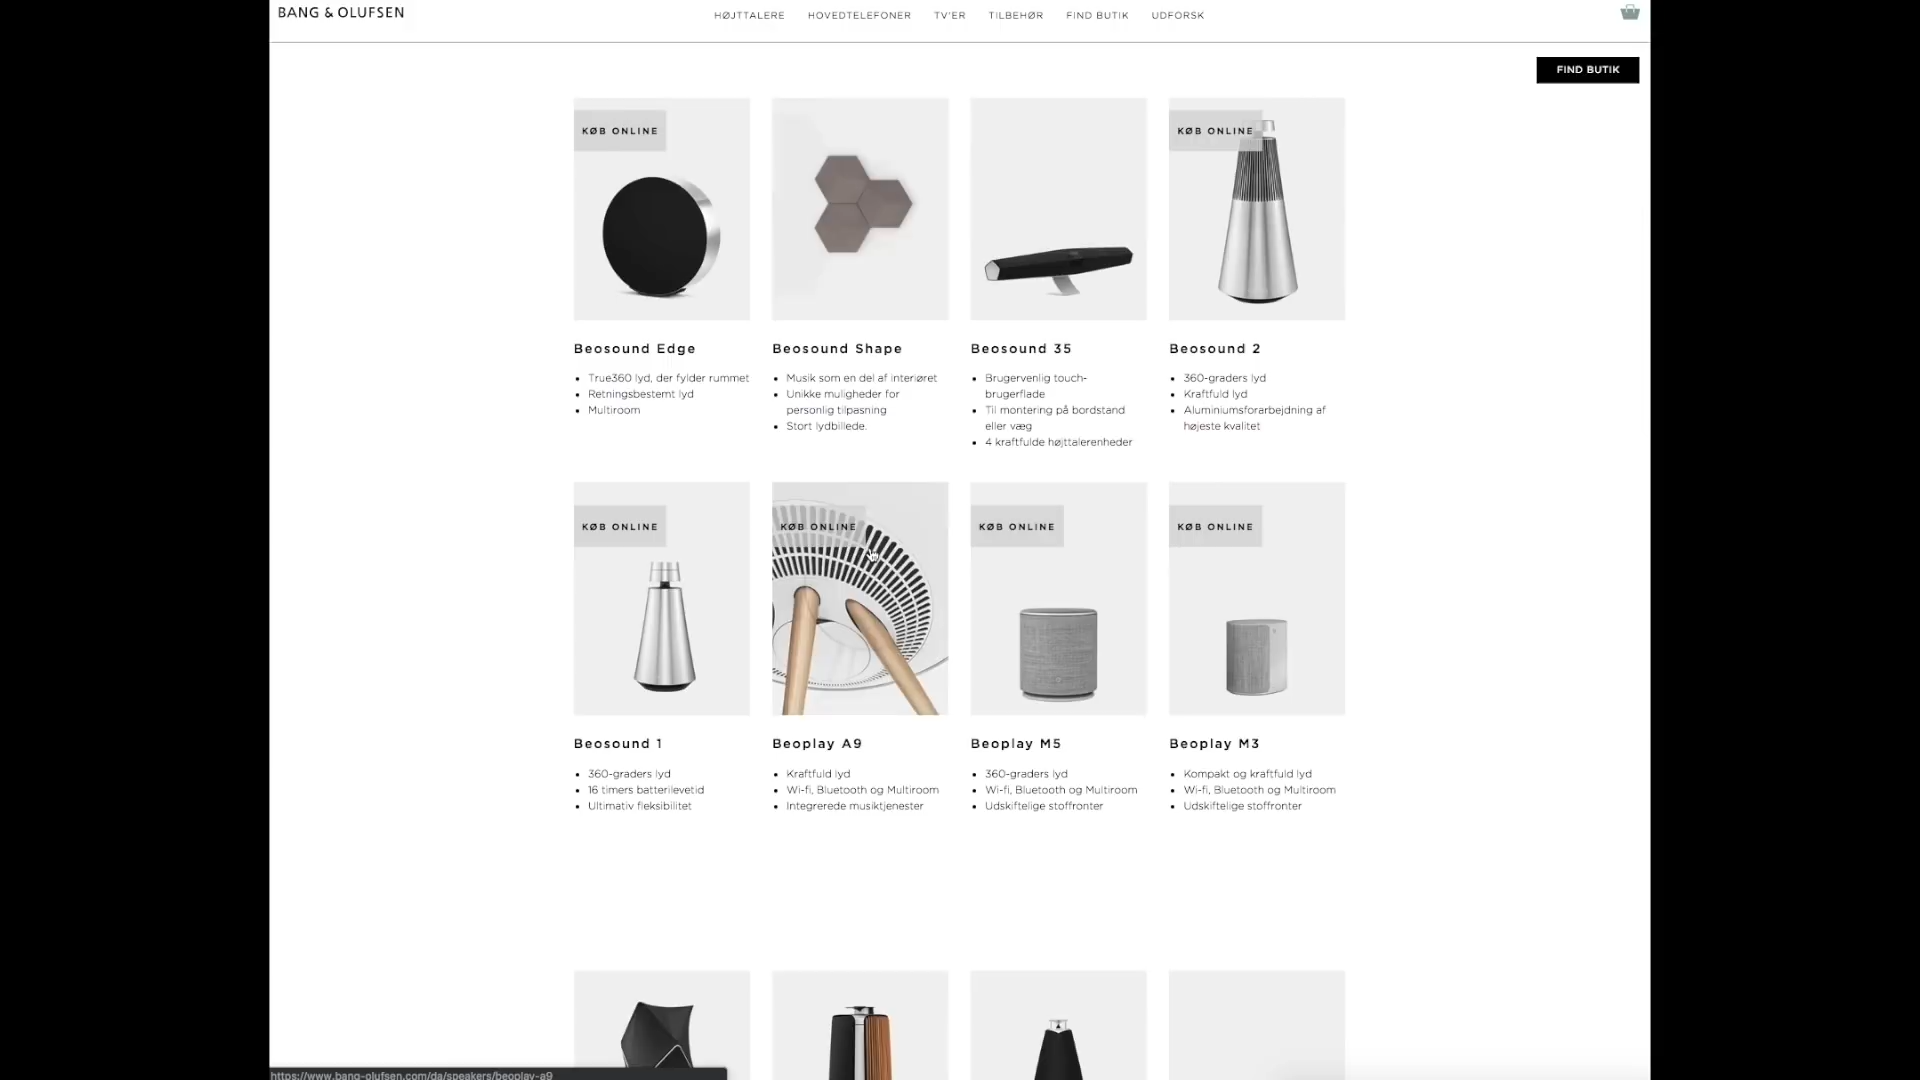 BANG & OLUFSEN
HØJTTALERE HOVEDTELEFONER TV'ER TILBEHØR FIND BUTIK UDFORSK
FIND BUTIK
KØB ONLINE
KØB ONLINE
Beosound Edge
True360 lyd, der fylder rummet
Retningsbestemt lyd
Multiroom
Beosound Shape
Musik som en del af interiøret
Unikke muligheder for
personlig tilpasning
Stort lydbillede.
Beosound 35
Brugervenlig touch-
brugerflade
Til montering på bordstand
eller væg
4 kraftfulde højttalerenheder
Beosound 2
360-graders lyd
Kraftfuld lyd
Aluminiumsforarbejdning af
højeste kvalitet
KØB ONLINE
KØB ONLINE
KØB ONLINE
KØB ONLINE
Beosound 1
360-graders lyd
16 timers batterilevetid
Ultimativ fleksibilitet
Beoplay A9
Kraftfuld lyd
Wi-fi, Bluetooth og Multiroom
Integrerede musiktjenester
Beoplay M5
360-graders lyd
Wi-fi, Bluetooth og Multiroom
Udskiftelige stoffronter
Beoplay M3
Kompakt og kraftfuld lyd
Wi-fi, Bluetooth og Multiroom
Udskiftelige stoffronter
https://www.bang-olufsen.com/da/speakers/beoplay-a9